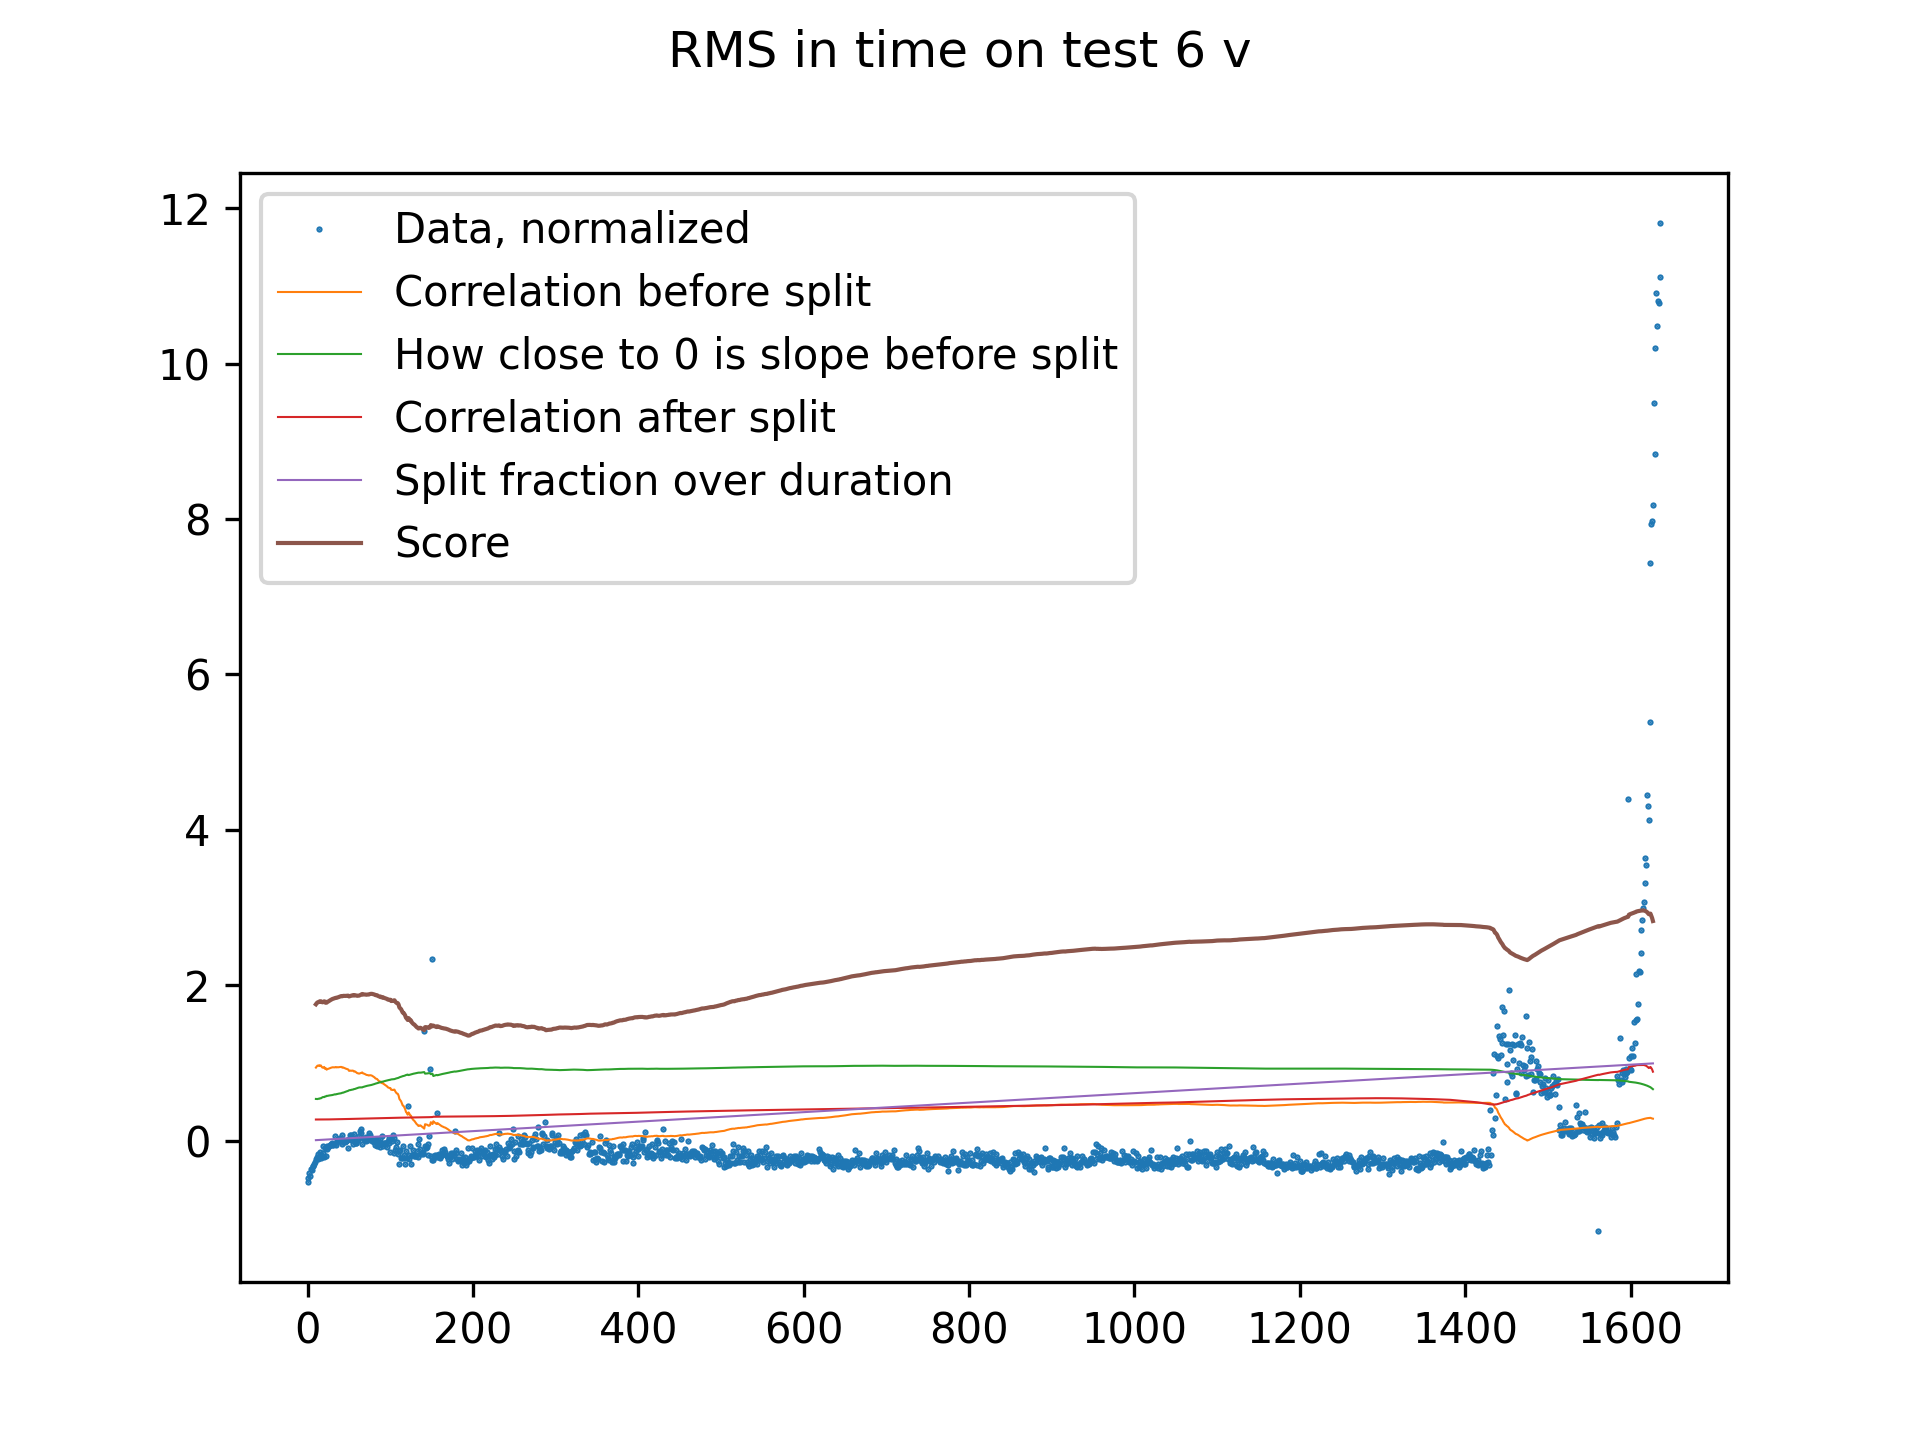 RMS in time on test 6 v
12
10
8
6
4
2
0
Data, normalized
Correlation before split
How close to 0 is slope before split
Correlation after split
Split fraction over duration
Score
0 200 400 600 800 1000 1200 1400 1600